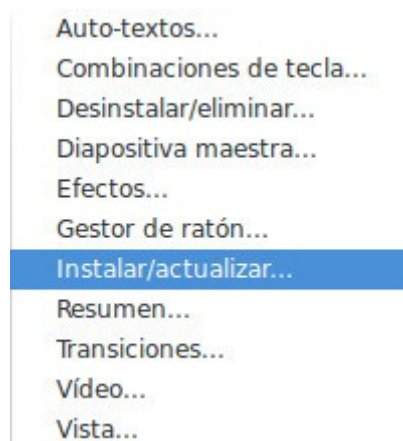 Auto-textos...
Combinaciones de tecla...
Desinstalar/eliminar...
Diapositiva maestra...
Efectos...
Gestor de ratón...
Instalar/actualizar...
Resumen...
Transiciones...
Vídeo...
Vista...